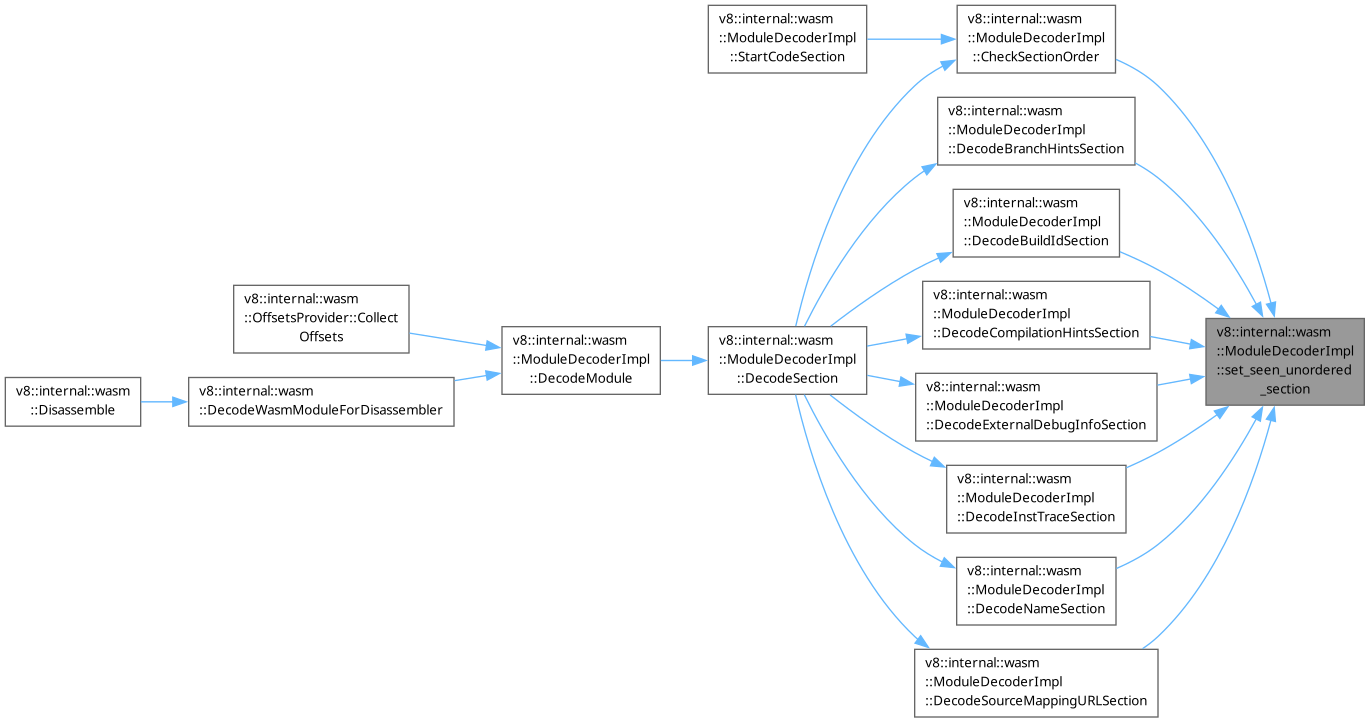 v8::internal::wasm
::ModuleDecoderImpl
::StartCodeSection
v8::internal::wasm
::ModuleDecoderImpl
::CheckSectionOrder
v8::internal::wasm
::ModuleDecoderImpl
::DecodeBranchHintsSection
v8::internal::wasm
::ModuleDecoderImpl
::DecodeBuildIdSection
v8::internal::wasm
::OffsetsProvider::Collect
Offsets
v8::internal::wasm
::ModuleDecoderImpl
::DecodeCompilationHintsSection
v8::internal::wasm
::ModuleDecoderImpl
::set_seen_unordered
_section
v8::internal::wasm
::ModuleDecoderImpl
::DecodeModule
v8::internal::wasm
::ModuleDecoderImpl
::DecodeSection
v8::internal::wasm
::Disassemble
v8::internal::wasm
::DecodeWasmModuleForDisassembler
v8::internal::wasm
::ModuleDecoderImpl
::DecodeExternalDebugInfoSection
v8::internal::wasm
::ModuleDecoderImpl
::DecodeInstTraceSection
v8::internal::wasm
::ModuleDecoderImpl
::DecodeNameSection
v8::internal::wasm
::ModuleDecoderImpl
::DecodeSourceMappingURLSection